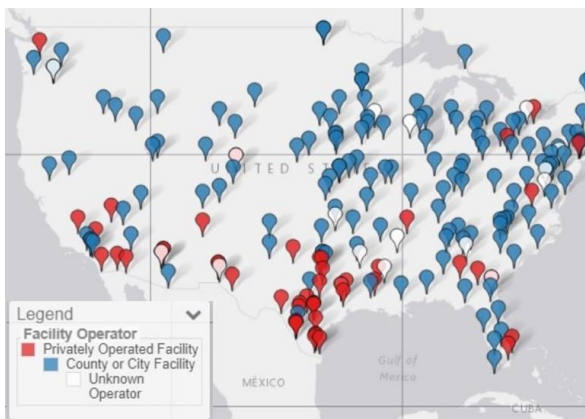 UNITED STATES
Legend
Facility Operator
Privately Operated Facility
County or City Facility
Unknown
Operator
Gulf of
Mexico
MÉXICO
CUBA